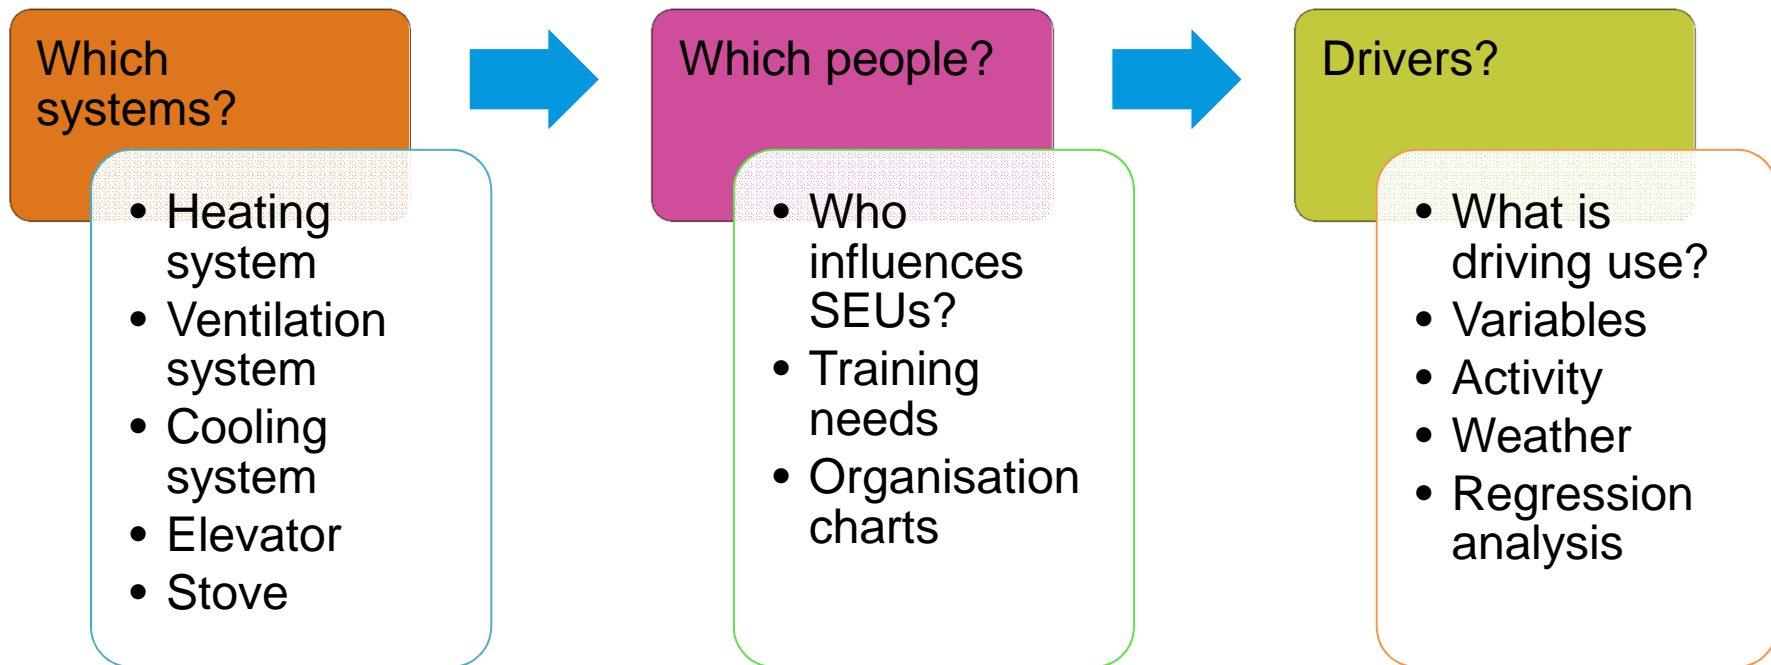 Which
systems?
• Heating
system
• Ventilation
system
• Cooling
system
• Elevator
• Stove
Which people?
• Who
influences
SEUs?
• Training
needs
• Organisation
charts
Drivers?
• What is
driving use?
• Variables
• Activity
• Weather
• Regression
analysis